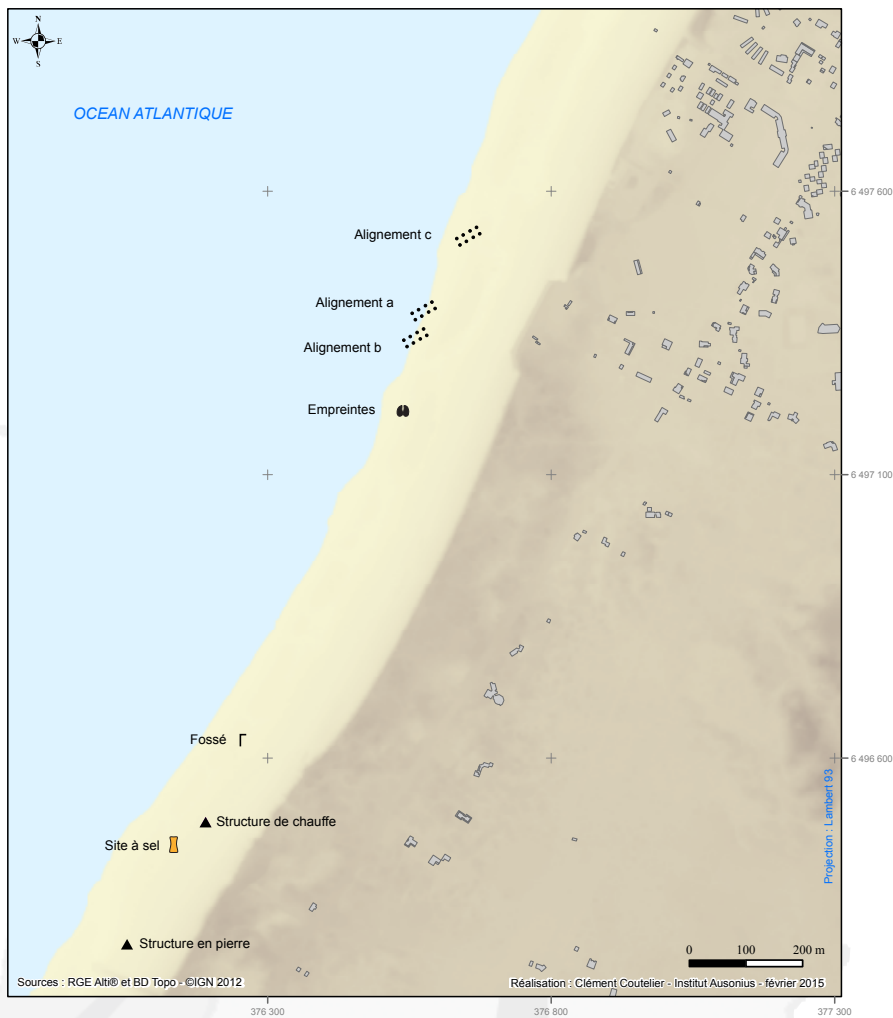 N
W E
S
OCEAN ATLANTIQUE
6 497 600
Alignement c
Alignement a
Alignement b
Empreintes
6 497 100
Fossé
6 496 600
Structure de chauffe
Site à sel
Projection : Lambert 93
Structure en pierre
0 100 200 m
Sources : RGE Alti® et BD Topo - ©IGN 2012
Réalisation : Clément Coutelier - Institut Ausonius - février 2015
376 300 376 800 377 300